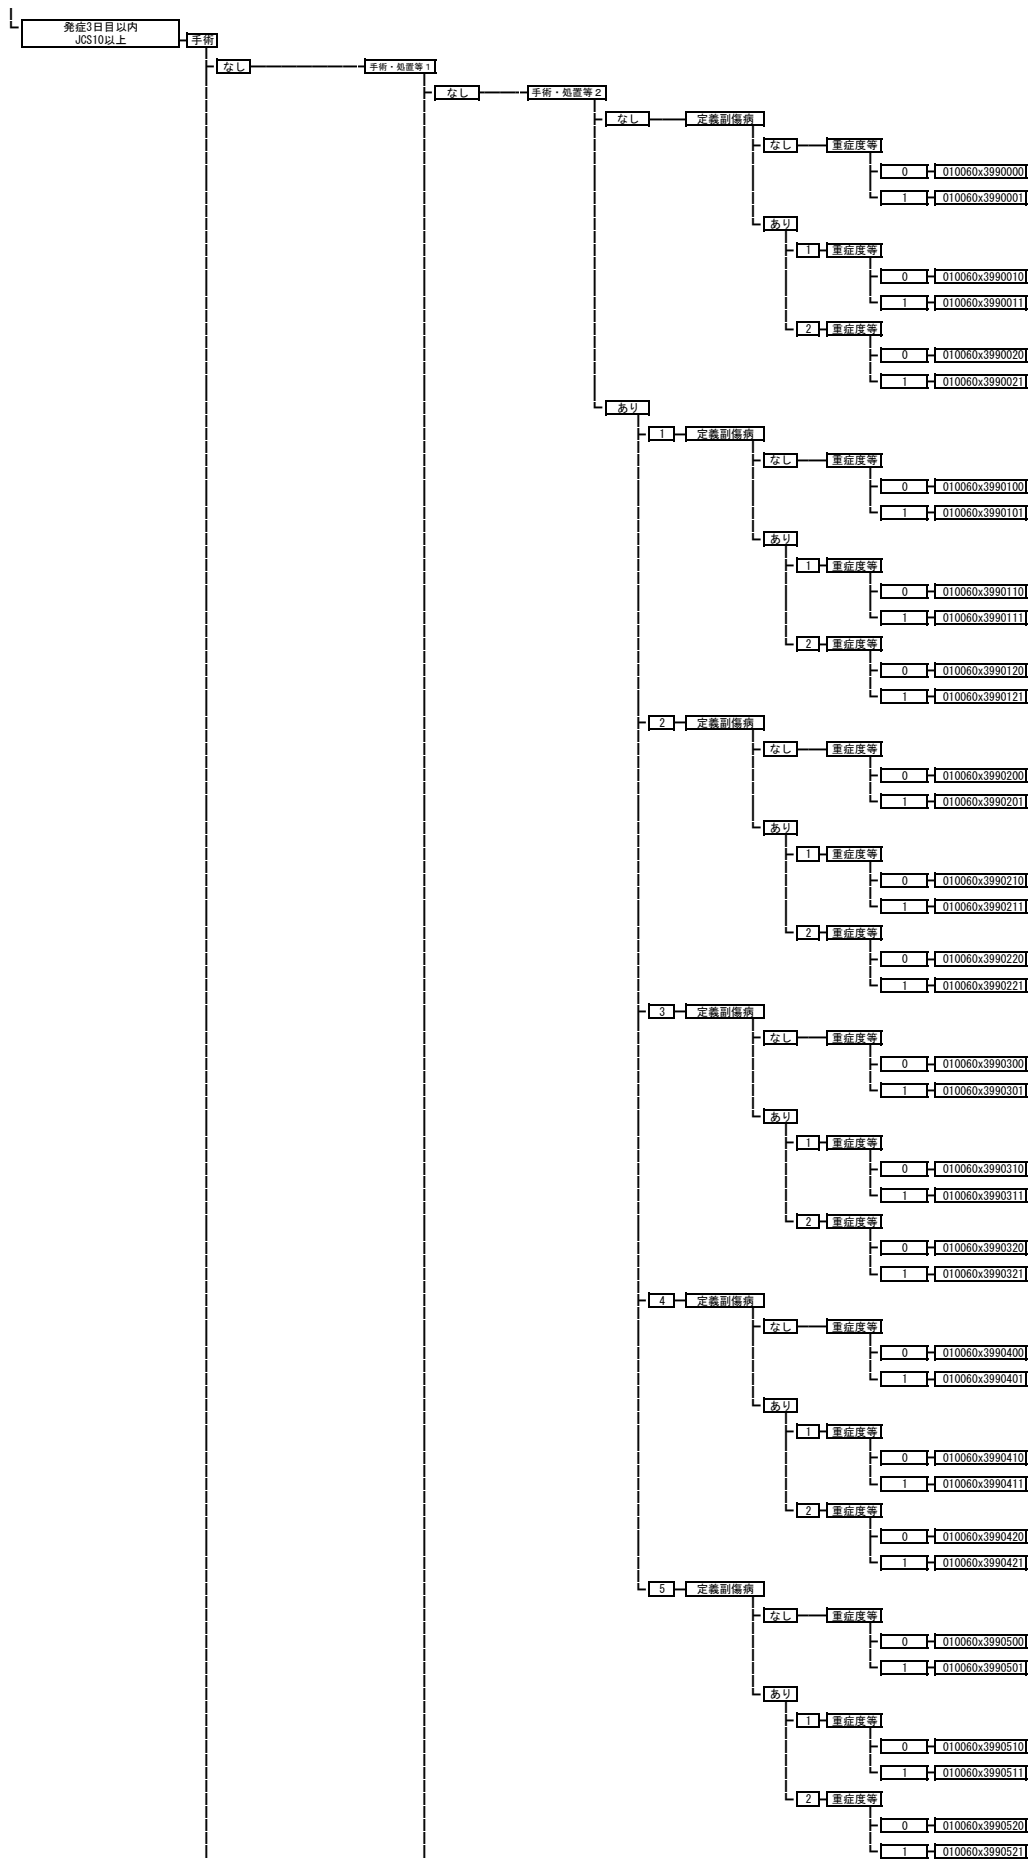 発症3日目以内
JCS10以上
手術
なし 手術・処置等1
なし 手術・処置等2
なし 定義副傷病
なし 重症度等
0 010060x3990000
1 010060x3990001
あり
1 重症度等
0 010060x3990010
1 010060x3990011
2 重症度等
0 010060x3990020
1 010060x3990021
あり
1 定義副傷病
なし 重症度等
0 010060x3990100
1 010060x3990101
あり
1 重症度等
0 010060x3990110
1 010060x3990111
2 重症度等
0 010060x3990120
1 010060x3990121
2 定義副傷病
なし 重症度等
0 010060x3990200
1 010060x3990201
あり
1 重症度等
0 010060x3990210
1 010060x3990211
2 重症度等
0 010060x3990220
1 010060x3990221
3 定義副傷病
なし 重症度等
0 010060x3990300
1 010060x3990301
あり
1 重症度等
0 010060x3990310
1 010060x3990311
2 重症度等
0 010060x3990320
1 010060x3990321
4 定義副傷病
なし 重症度等
0 010060x3990400
1 010060x3990401
あり
1 重症度等
0 010060x3990410
1 010060x3990411
2 重症度等
0 010060x3990420
1 010060x3990421
5 定義副傷病
なし 重症度等
0 010060x3990500
1 010060x3990501
あり
1 重症度等
0 010060x3990510
1 010060x3990511
2 重症度等
0 010060x3990520
1 010060x3990521